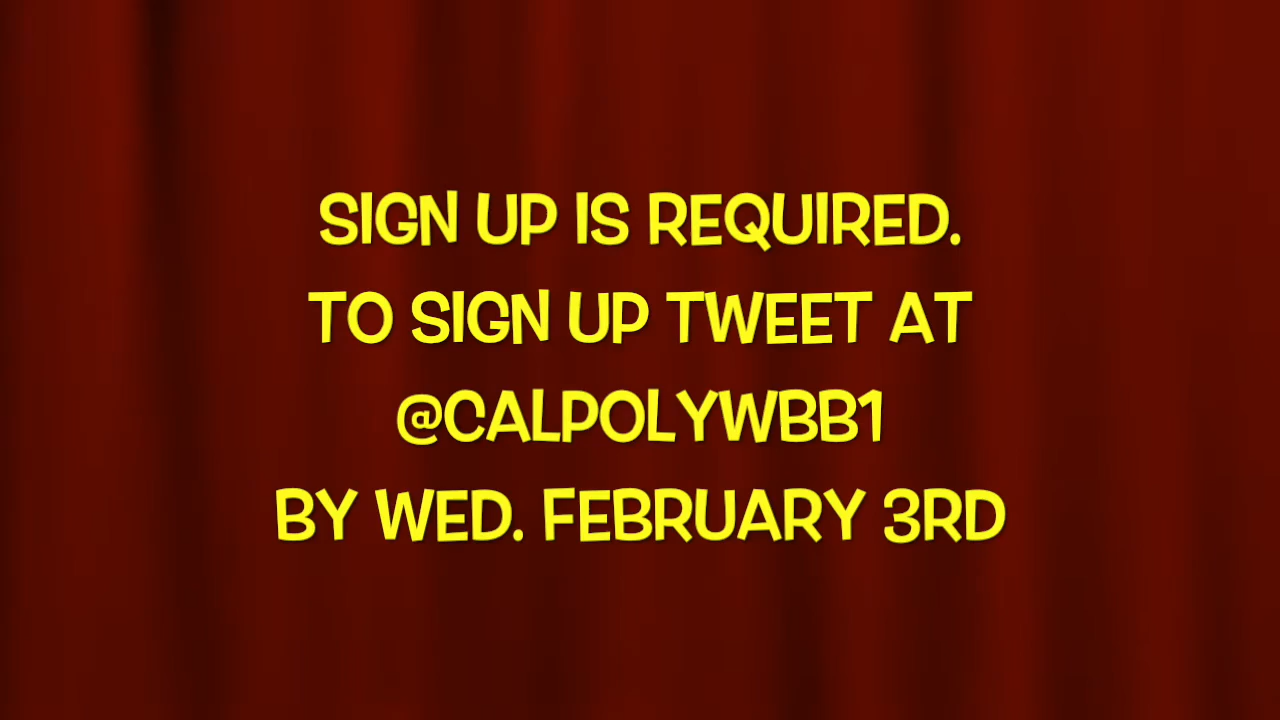 SIGN UP IS REQUIRED.
TO SIGN UP TWEET AT
@CALPOLYWBB1
BY WED. FEBRUARY 3RD